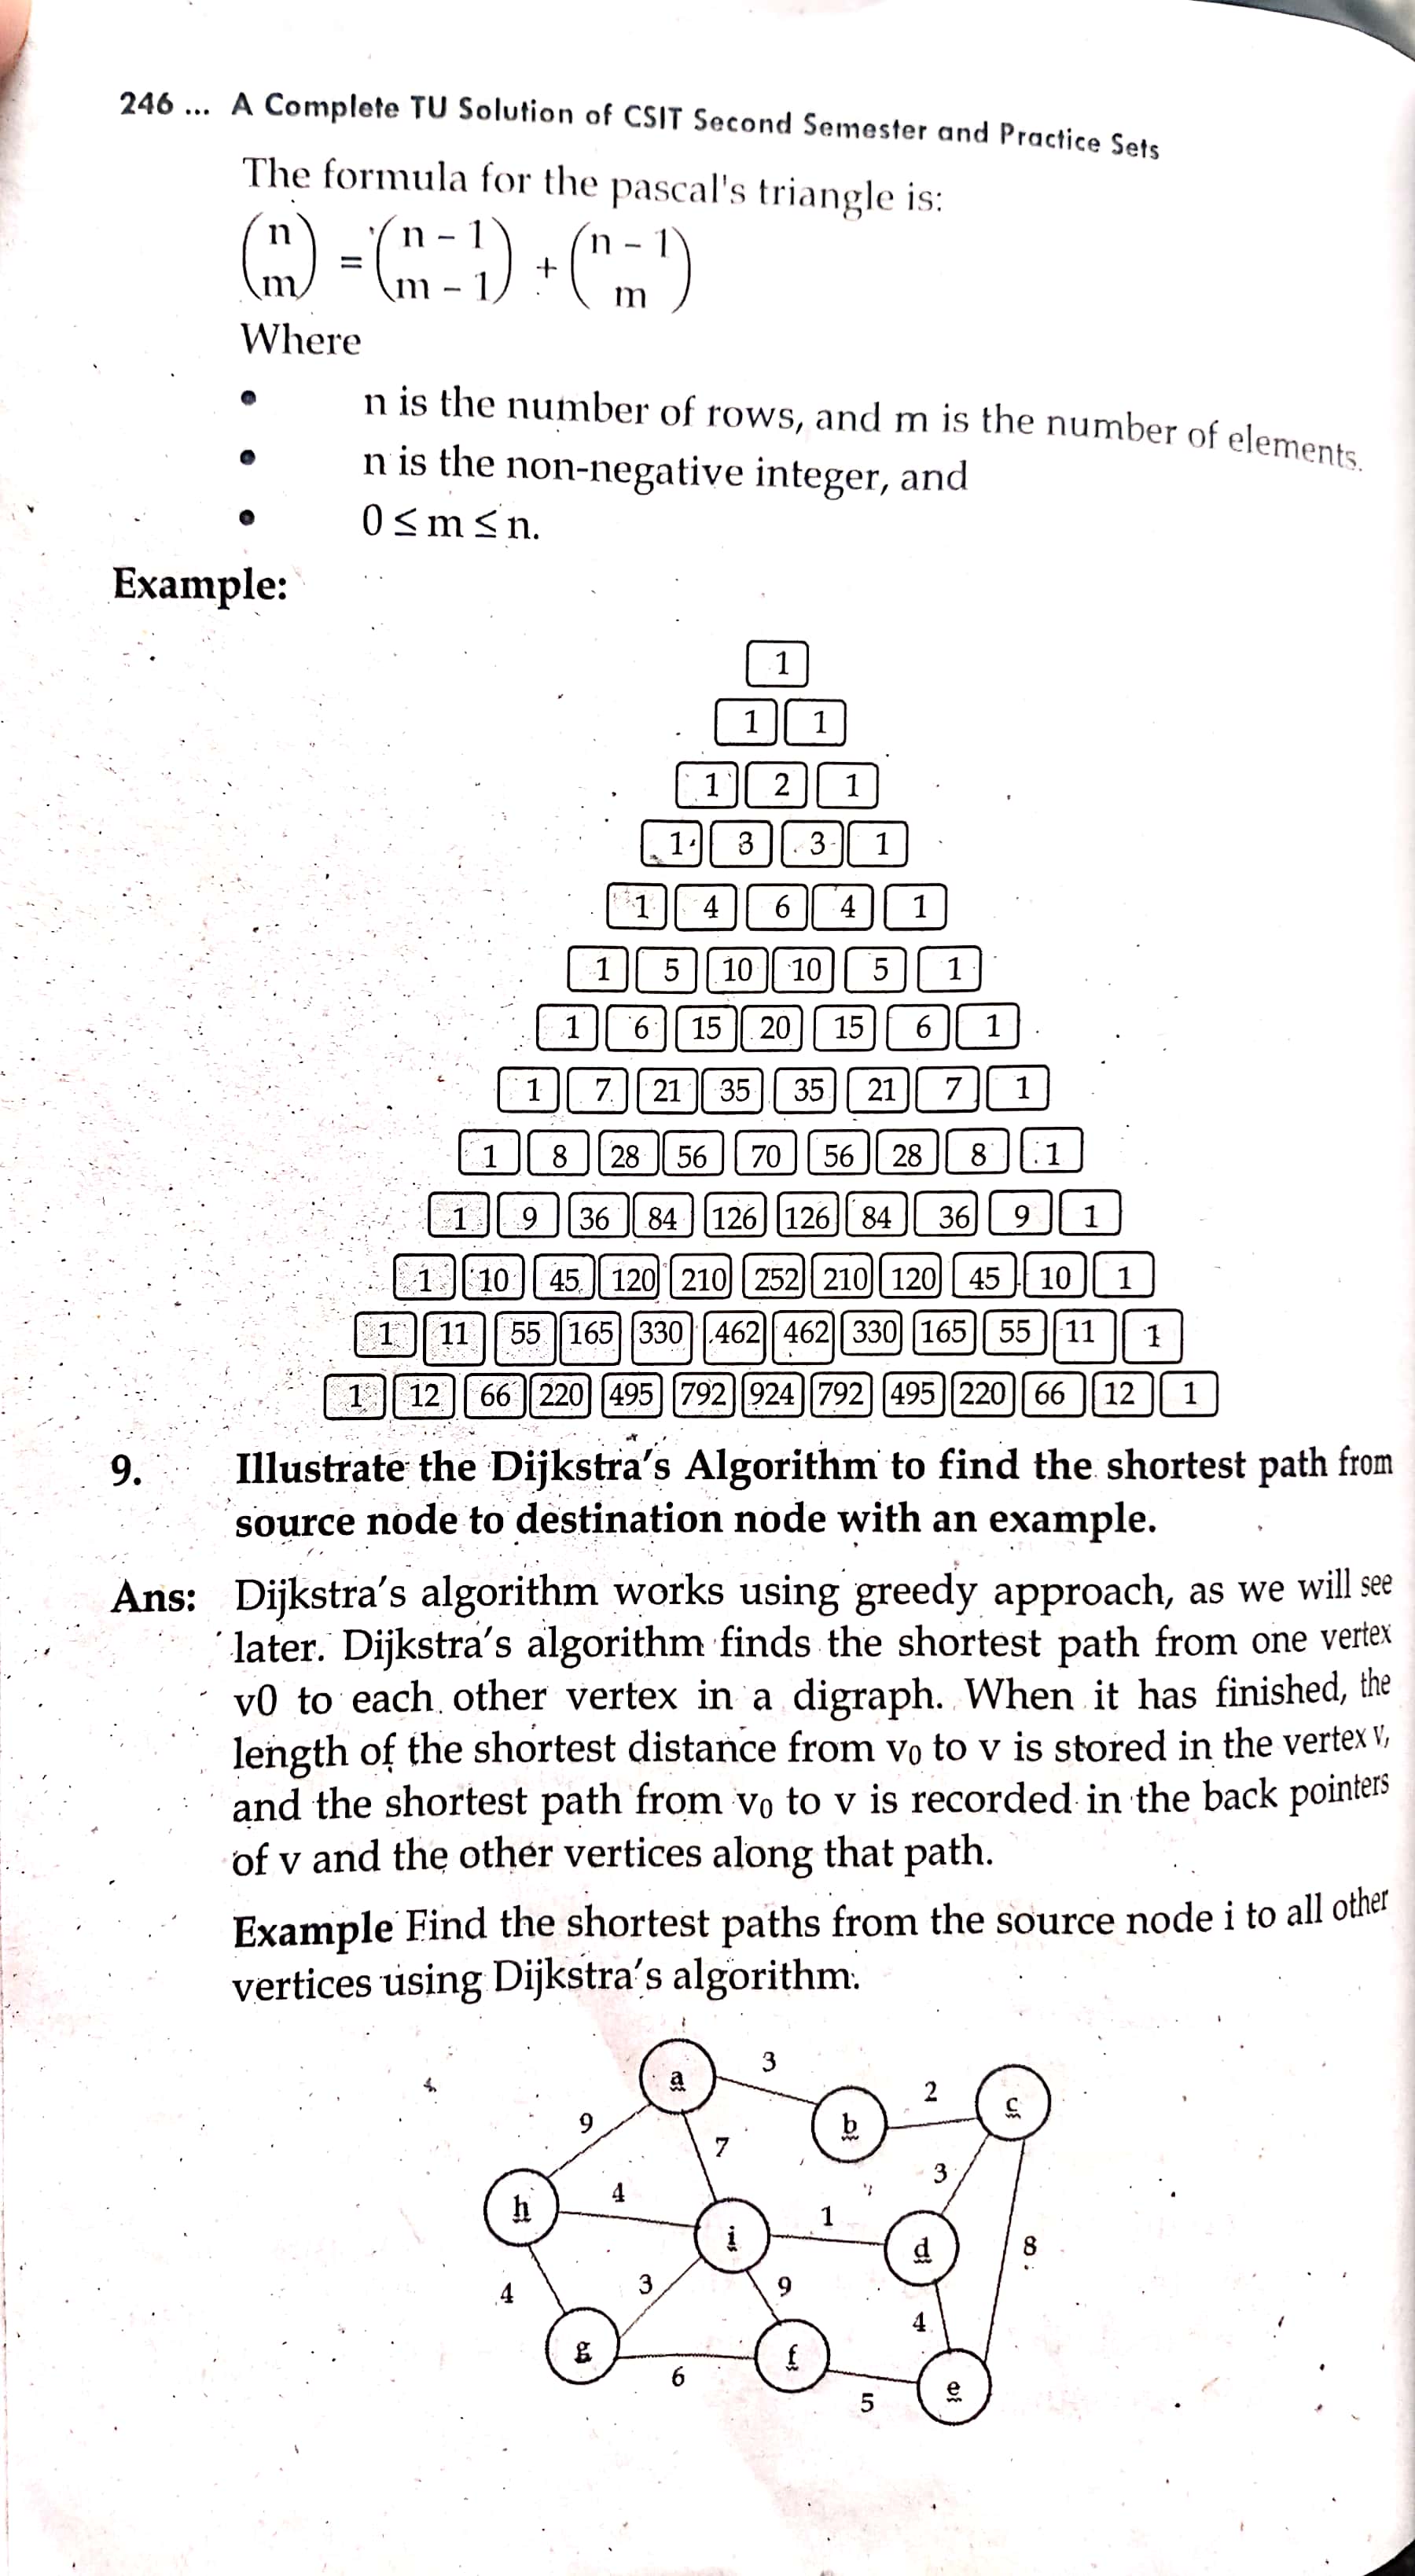 246 ... A Complete TU Solution of CSIT Second Semester and Practice Sets
The formula for the pascal's triangle is:
(n m) = (n – 1 m – 1) + (n – 1 m)
Where
• n is the number of rows, and m is the number of elements.
• n is the non-negative integer, and
• 0 ≤ m ≤ n.
Example:
1
1 1
1 2 1
1 3 3 1
1 4 6 4 1
1 5 10 10 5 1
1 6 15 20 15 6 1
1 7 21 35 35 21 7 1
1 8 28 56 70 56 28 8 1
1 9 36 84 126 126 84 36 9 1
1 10 45 120 210 252 210 120 45 10 1
1 11 55 165 330 462 462 330 165 55 11 1
1 12 66 220 495 792 924 792 495 220 66 12 1
9. Illustrate the Dijkstra's Algorithm to find the shortest path from
source node to destination node with an example.
Ans: Dijkstra's algorithm works using greedy approach, as we will see
later. Dijkstra's algorithm finds the shortest path from one vertex
v0 to each other vertex in a digraph. When it has finished, the
length of the shortest distance from v₀ to v is stored in the vertex v,
and the shortest path from v₀ to v is recorded in the back pointers
of v and the other vertices along that path.
Example Find the shortest paths from the source node i to all other
vertices using Dijkstra's algorithm.
a 3
b 2 c
9
7
3
h 4
i 1 d 8
4 3 9
4
g 6 f
5 e